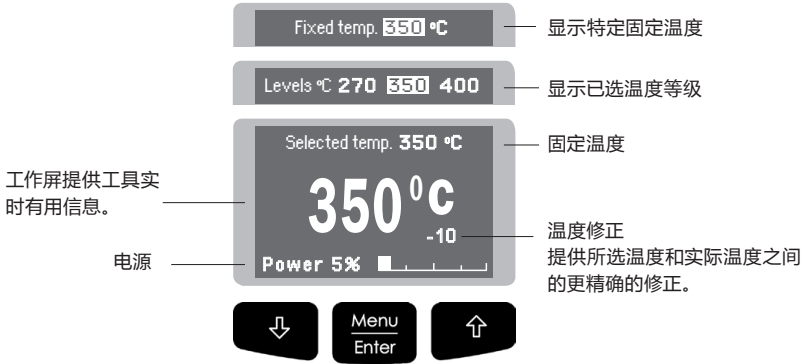 Fixed temp. 350 °C
显示特定固定温度
Levels °C 270 350 400
显示已选温度等级
Selected temp. 350 °C
固定温度
工作屏提供工具实
时有用信息。
350°C
-10
温度修正
提供所选温度和实际温度之间
的更精确的修正。
电源
Power 5%
Menu
Enter